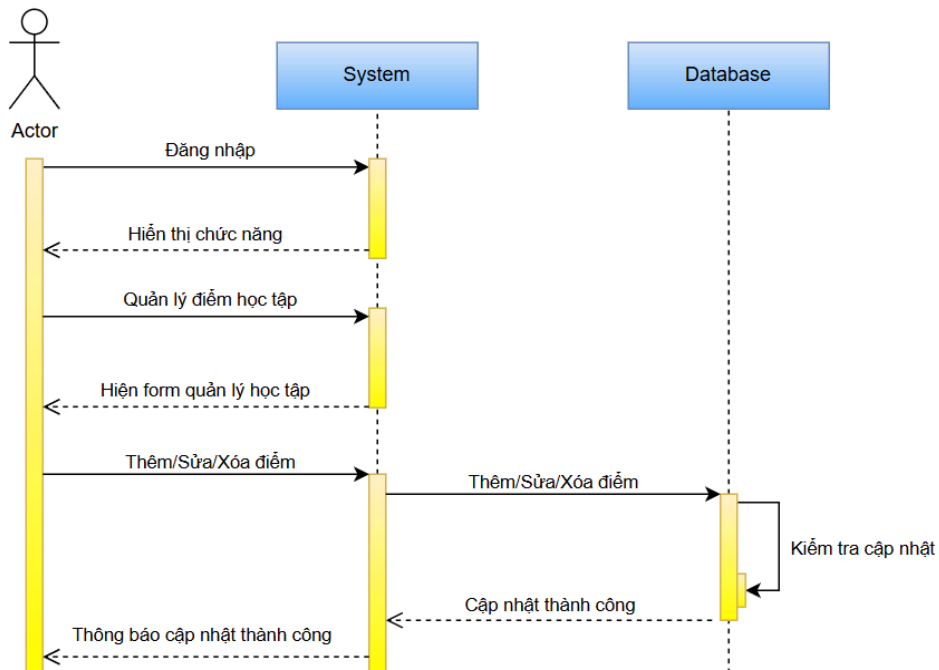 System
Database
Actor
Đăng nhập
Hiển thị chức năng
Quản lý điểm học tập
Hiện form quản lý học tập
Thêm/Sửa/Xóa điểm
Thêm/Sửa/Xóa điểm
Kiểm tra cập nhật
Cập nhật thành công
Thông báo cập nhật thành công